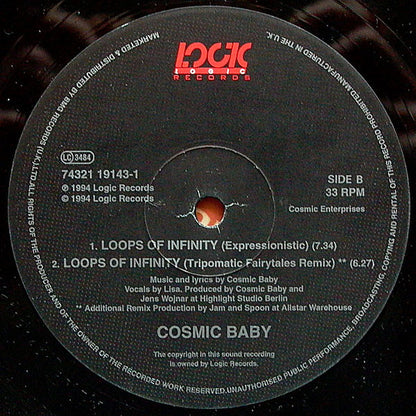 LOGIC
LOGIC
RECORDS
MARKETED & DISTRIBUTED BY BMG RECORDS (U.K.) LTD. ALL RIGHTS OF THE PRODUCER AND OF THE OWNER OF THE RECORDED WORK RESERVED. UNAUTHORISED PUBLIC PERFORMANCE, BROADCASTING, COPYING AND RENTAL OF THIS RECORD PROHIBITED. MANUFACTURED IN THE U.K.
LC 3484
74321 19143-1
℗ 1994 Logic Records
© 1994 Logic Records
SIDE B
33 RPM
Cosmic Enterprises
1. LOOPS OF INFINITY (Expressionistic) (7.34)
2. LOOPS OF INFINITY (Tripomatic Fairytales Remix) ** (6.27)
Music and lyrics by Cosmic Baby
Vocals by Lisa. Produced by Cosmic Baby and
Jens Wojnar at Highlight Studio Berlin
** Additional Remix Production by Jam and Spoon at Allstar Warehouse
COSMIC BABY
The copyright in this sound recording
is owned by Logic Records.